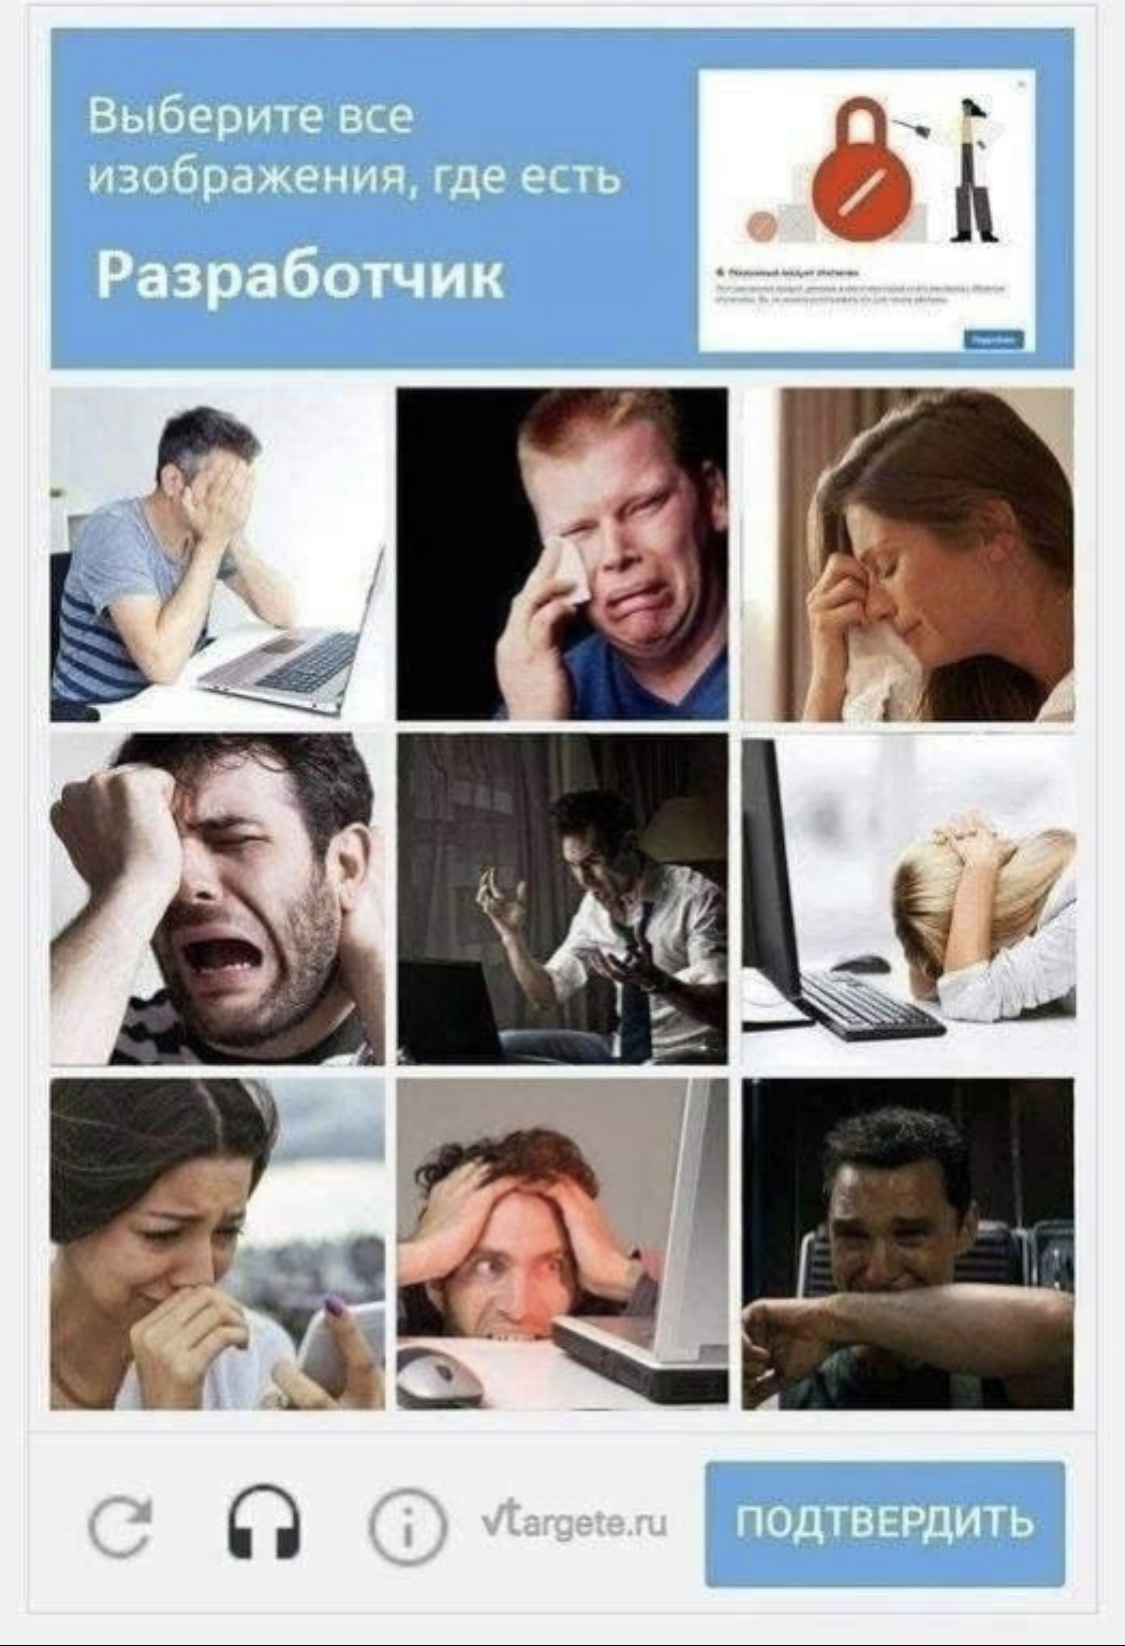 Выберите все
изображения, где есть
Разработчик
vtargete.ru
ПОДТВЕРДИТЬ